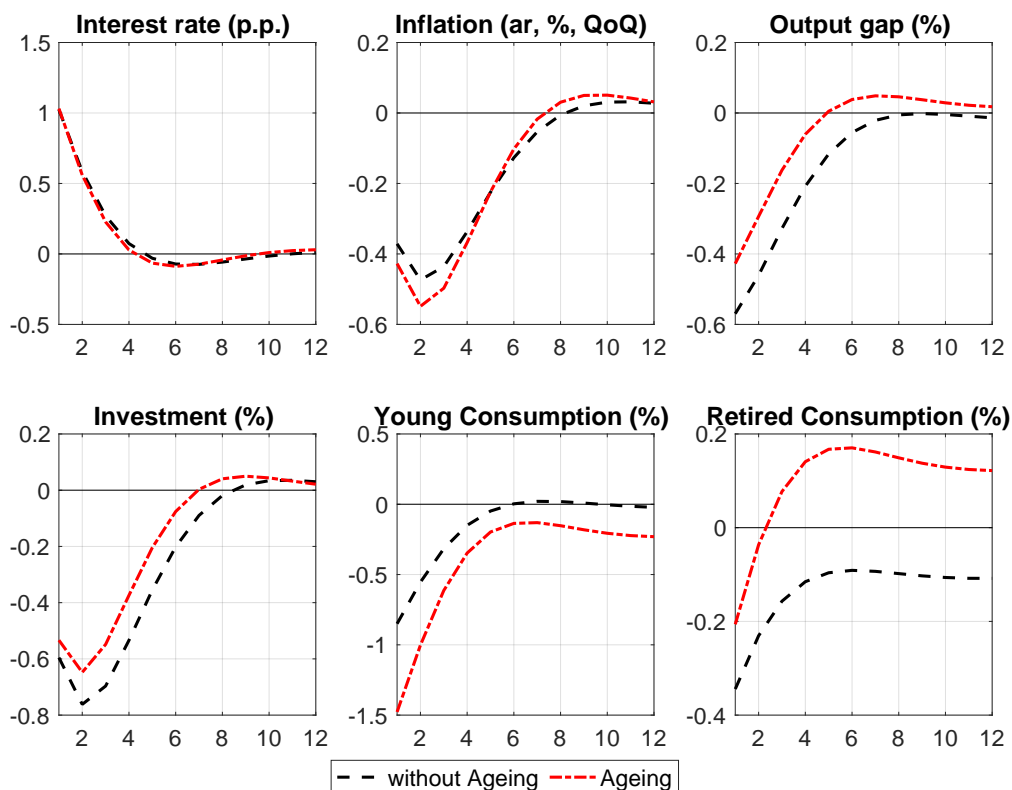 Interest rate (p.p.)
Inflation (ar, %, QoQ)
Output gap (%)
1.5
1
0.5
0
-0.5
2 4 6 8 10 12
0.2
0
-0.2
-0.4
-0.6
2 4 6 8 10 12
0.2
0
-0.2
-0.4
-0.6
2 4 6 8 10 12
Investment (%)
Young Consumption (%)
Retired Consumption (%)
0.2
0
-0.2
-0.4
-0.6
-0.8
2 4 6 8 10 12
0.5
0
-0.5
-1
-1.5
2 4 6 8 10 12
0.2
0
-0.2
-0.4
2 4 6 8 10 12
without Ageing
Ageing